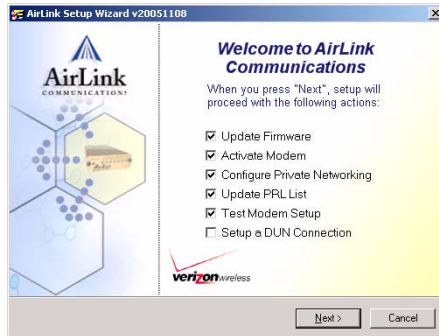 AirLink Setup Wizard v20051108
AirLink
COMMUNICATIONS
Welcome to AirLink
Communications
When you press "Next", setup will
proceed with the following actions:
Update Firmware
Activate Modem
Configure Private Networking
Update PRL List
Test Modem Setup
Setup a DUN Connection
verizon wireless
Next >
Cancel